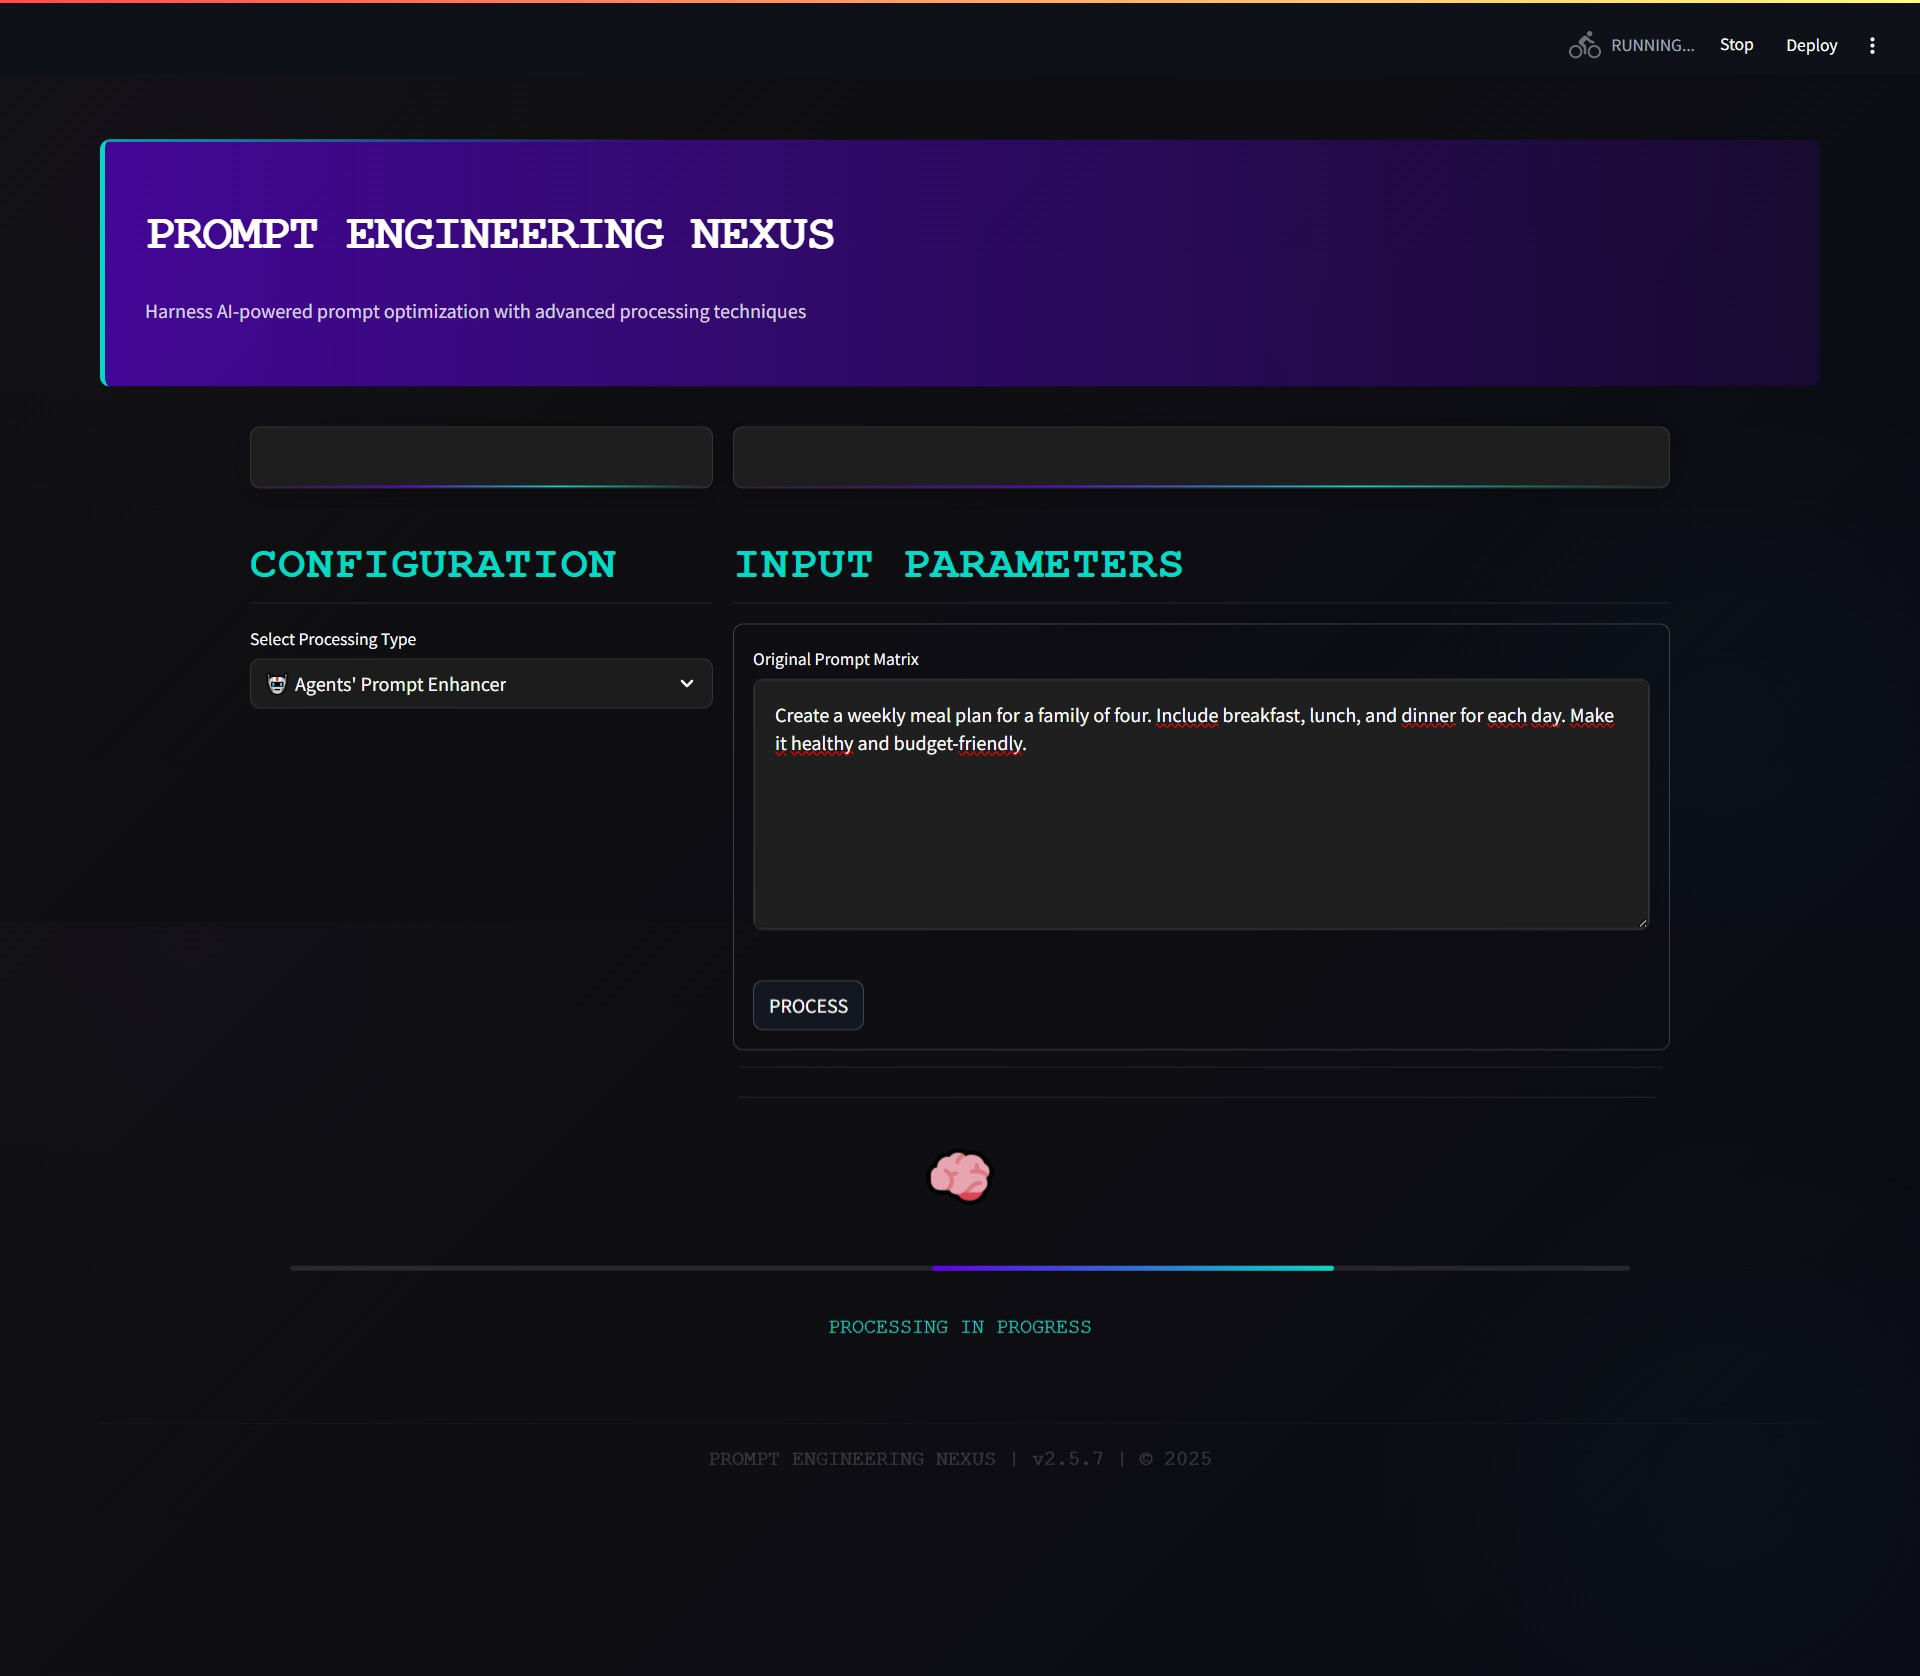 RUNNING...
Stop
Deploy
PROMPT ENGINEERING NEXUS
Harness AI-powered prompt optimization with advanced processing techniques
CONFIGURATION
Select Processing Type
Agents' Prompt Enhancer
INPUT PARAMETERS
Original Prompt Matrix
Create a weekly meal plan for a family of four. Include breakfast, lunch, and dinner for each day. Make
it healthy and budget-friendly.
PROCESS
PROCESSING IN PROGRESS
PROMPT ENGINEERING NEXUS | v2.5.7 | © 2025